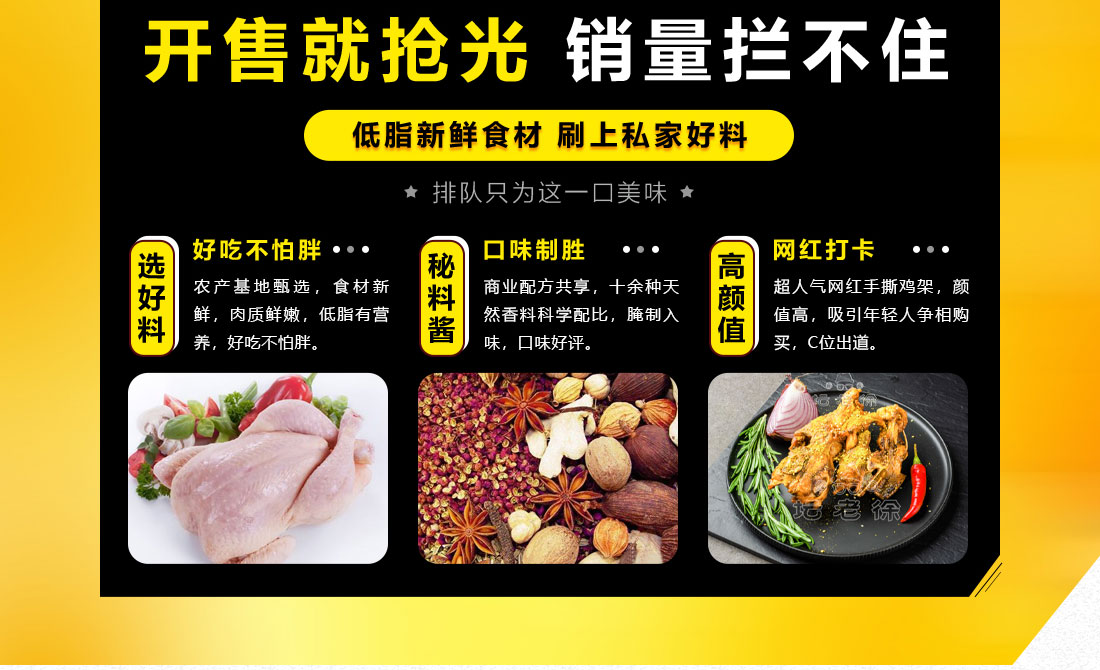 开售就抢光 销量拦不住
低脂新鲜食材 刷上私家好料
排队只为这一口美味
选好料
好吃不怕胖
农产基地甄选，食材新
鲜，肉质鲜嫩，低脂有营
养，好吃不怕胖。
秘料酱
口味制胜
商业配方共享，十余种天
然香料科学配比，腌制入
味，口味好评。
高颜值
网红打卡
超人气网红手撕鸡架，颜
值高，吸引年轻人争相购
买，C位出道。
坛老徐
坛老徐